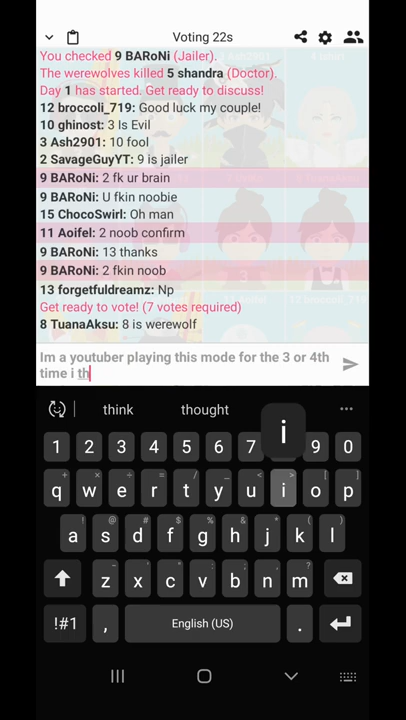 Voting 22s
You checked 9 BARoNi (Jailer).
The werewolves killed 5 shandra (Doctor).
Day 1 has started. Get ready to discuss!
12 broccoli_719: Good luck my couple!
10 ghinost: 3 Is Evil
3 Ash2901: 10 fool
2 SavageGuyYT: 9 is jailer
9 BARoNi: 2 fk ur brain
9 BARoNi: U fkin noobie
15 ChocoSwirl: Oh man
11 Aoifel: 2 noob confirm
9 BARoNi: 13 thanks
9 BARoNi: 2 fkin noob
13 forgetfuldreamz: Np
Get ready to vote! (7 votes required)
8 TuanaAksu: 8 is werewolf
Im a youtuber playing this mode for the 3 or 4th
time i th
think thought
i
1 2 3 4 5 6 7 9 0
q w e r t y u i o p
a s d f g h j k l
z x c v b n m
!#1 , English (US) .